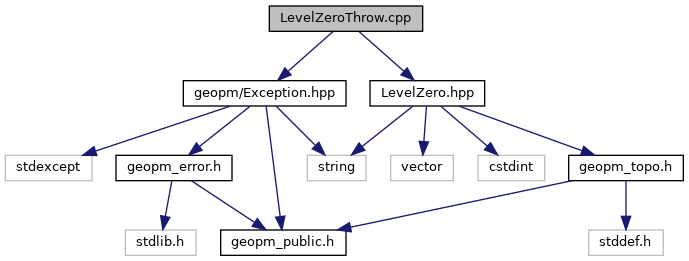 LevelZeroThrow.cpp
geopm/Exception.hpp
LevelZero.hpp
stdexcept
geopm_error.h
string
vector
cstdint
geopm_topo.h
stdlib.h
geopm_public.h
stddef.h